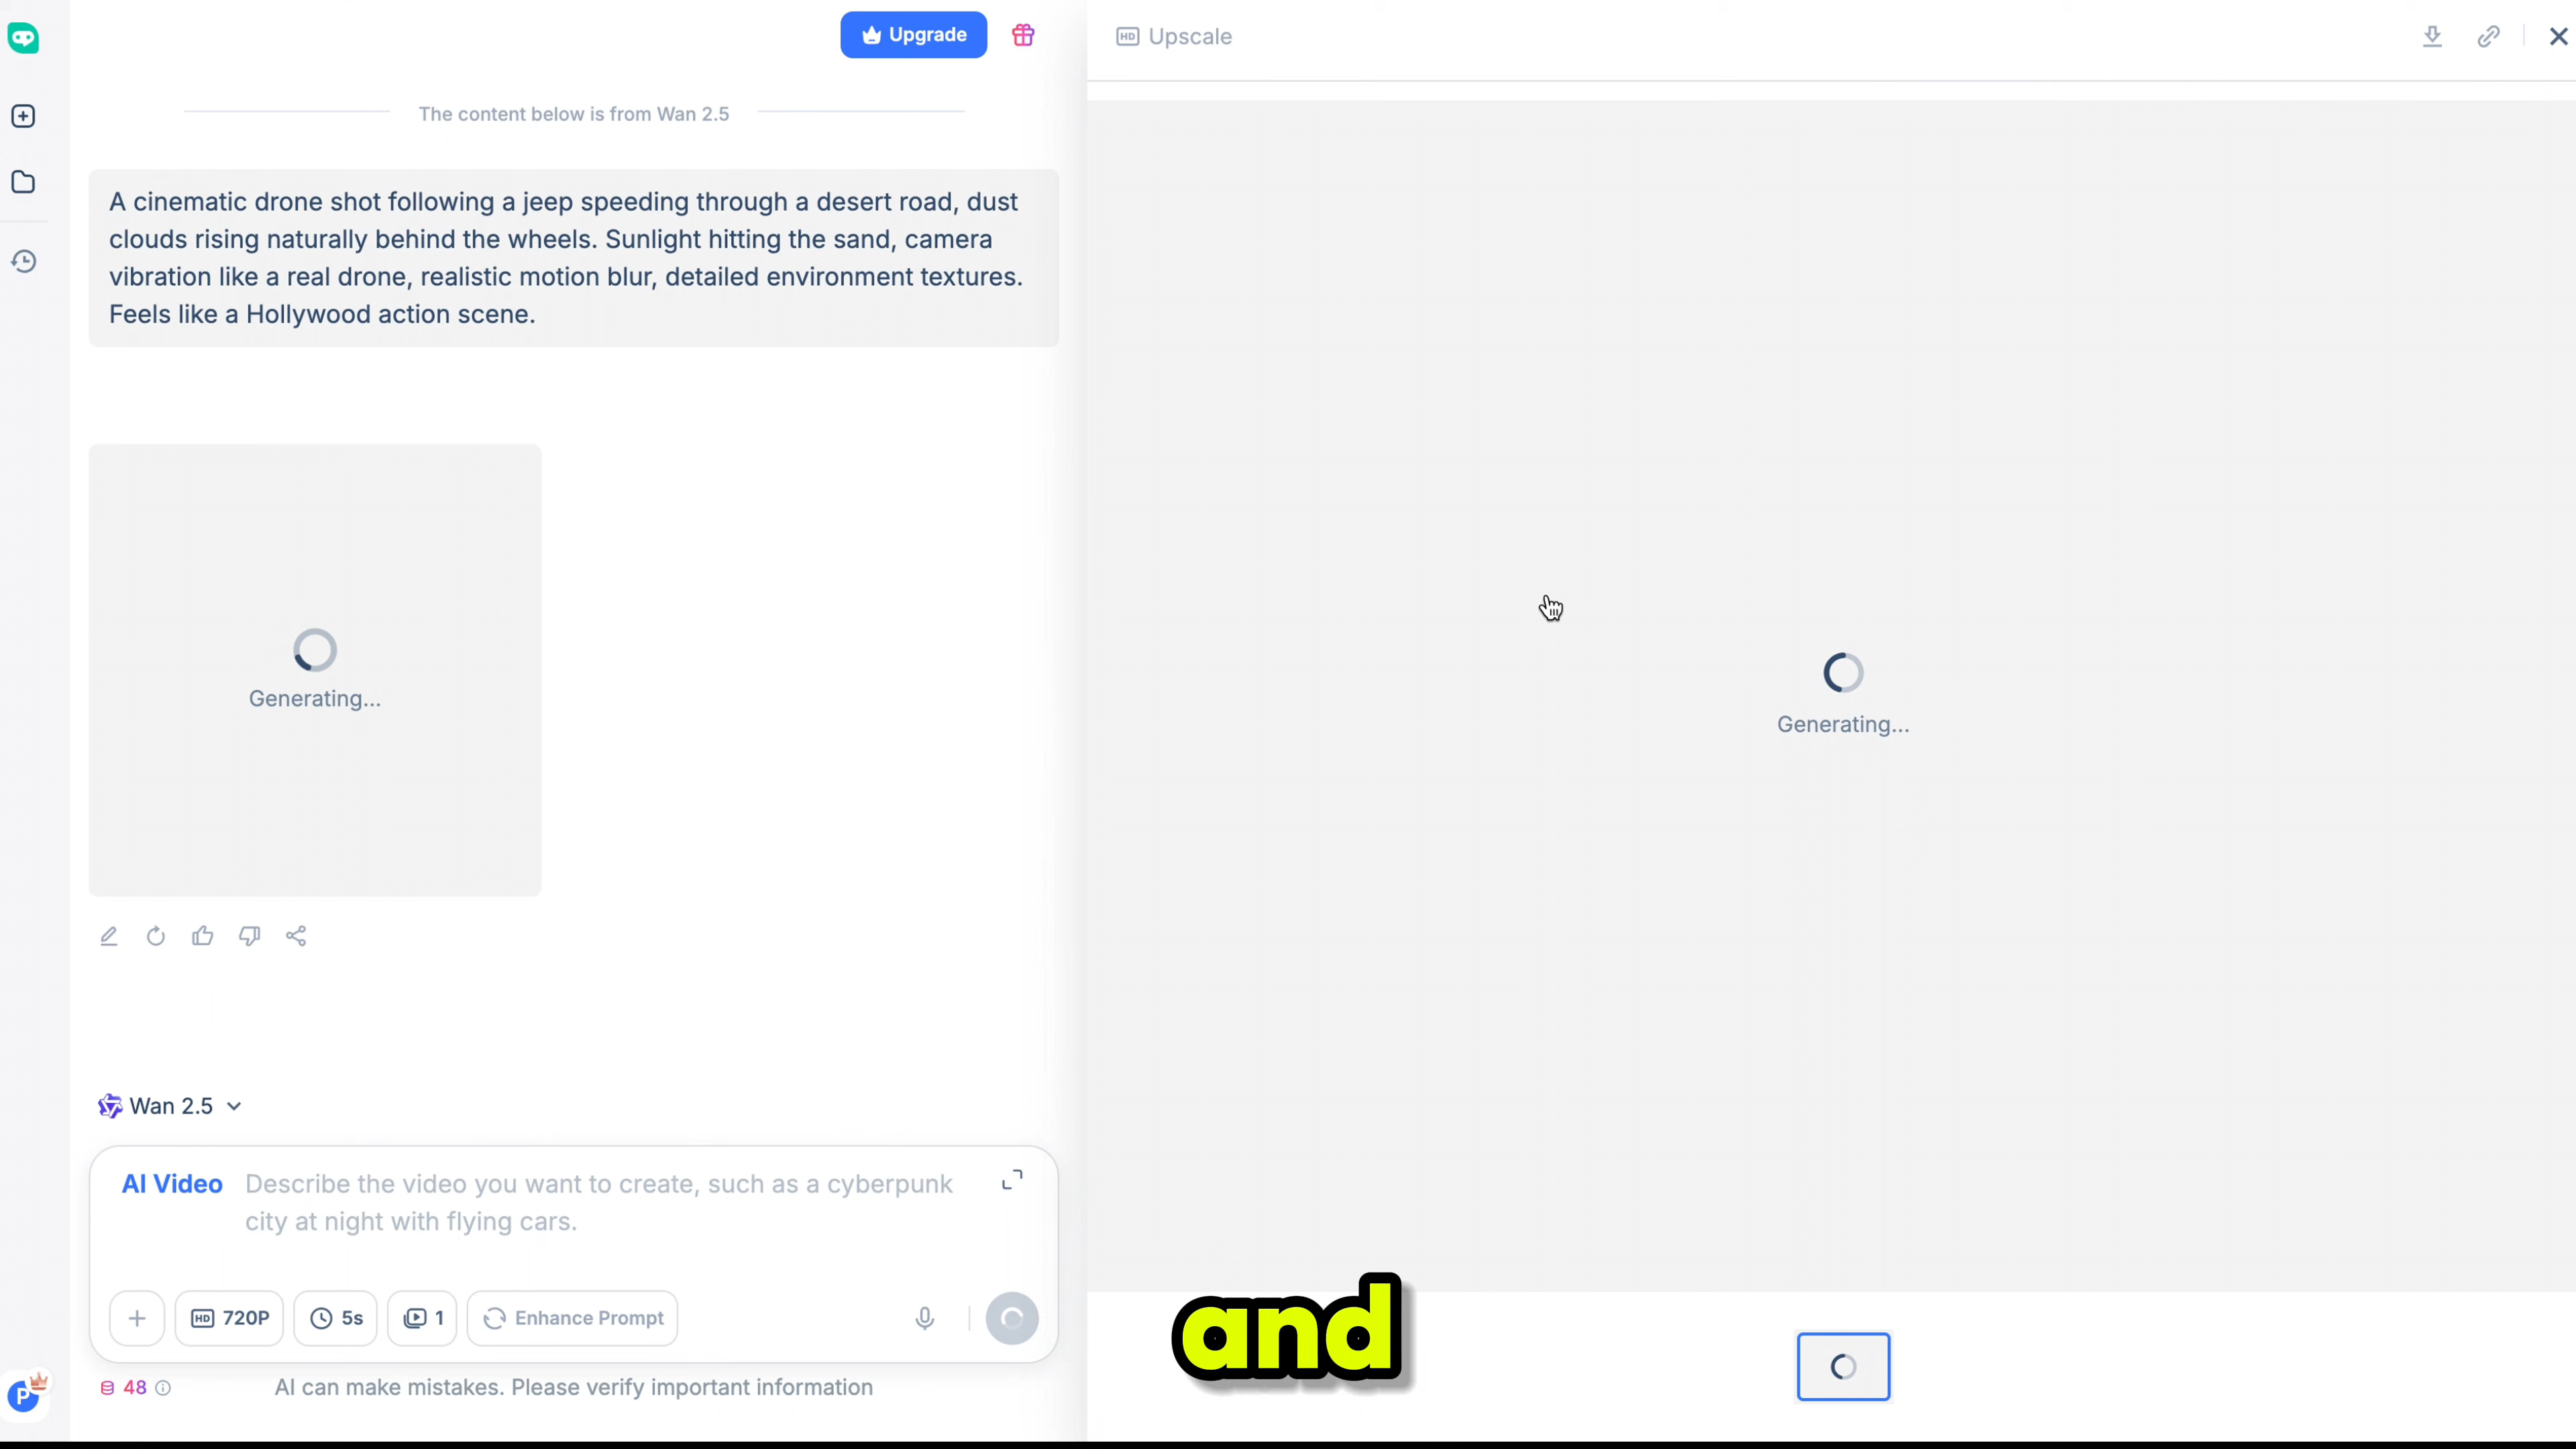 Upgrade
HD Upscale
The content below is from Wan 2.5
A cinematic drone shot following a jeep speeding through a desert road, dust
clouds rising naturally behind the wheels. Sunlight hitting the sand, camera
vibration like a real drone, realistic motion blur, detailed environment textures.
Feels like a Hollywood action scene.
Generating...
Generating...
Wan 2.5
AI Video Describe the video you want to create, such as a cyberpunk
city at night with flying cars.
HD 720P 5s 1 Enhance Prompt
and
P 48 AI can make mistakes. Please verify important information